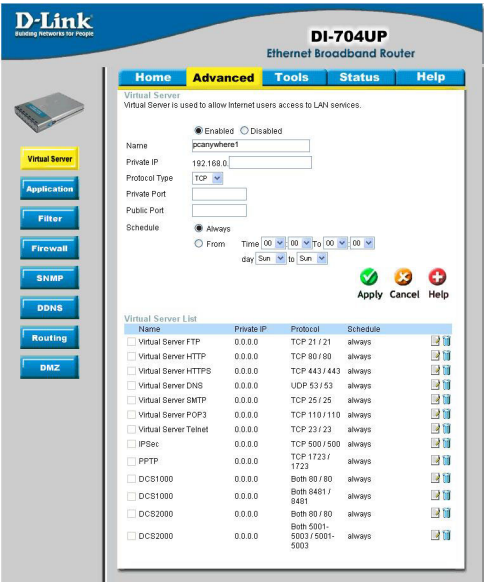 D-Link
Building Networks for People
DI-704UP
Ethernet Broadband Router
Home Advanced Tools Status Help
Virtual Server
Application
Filter
Firewall
SNMP
DDNS
Routing
DMZ
Virtual Server
Virtual Server is used to allow Internet users access to LAN services.
Enabled Disabled
Name pcanywhere1
Private IP 192.168.0.
Protocol Type TCP
Private Port
Public Port
Schedule Always
From Time 00 : 00 To 00 : 00
day Sun to Sun
Apply Cancel Help
Virtual Server List
Name Private IP Protocol Schedule
Virtual Server FTP 0.0.0.0 TCP 21 / 21 always
Virtual Server HTTP 0.0.0.0 TCP 80 / 80 always
Virtual Server HTTPS 0.0.0.0 TCP 443 / 443 always
Virtual Server DNS 0.0.0.0 UDP 53 / 53 always
Virtual Server SMTP 0.0.0.0 TCP 25 / 25 always
Virtual Server POP3 0.0.0.0 TCP 110 / 110 always
Virtual Server Telnet 0.0.0.0 TCP 23 / 23 always
IPSec 0.0.0.0 TCP 500 / 500 always
PPTP 0.0.0.0 TCP 1723 / 1723 always
DCS1000 0.0.0.0 Both 80 / 80 always
DCS1000 0.0.0.0 Both 8481 / 8481 always
DCS2000 0.0.0.0 Both 80 / 80 always
DCS2000 0.0.0.0 Both 5001-5003 / 5001-5003 always